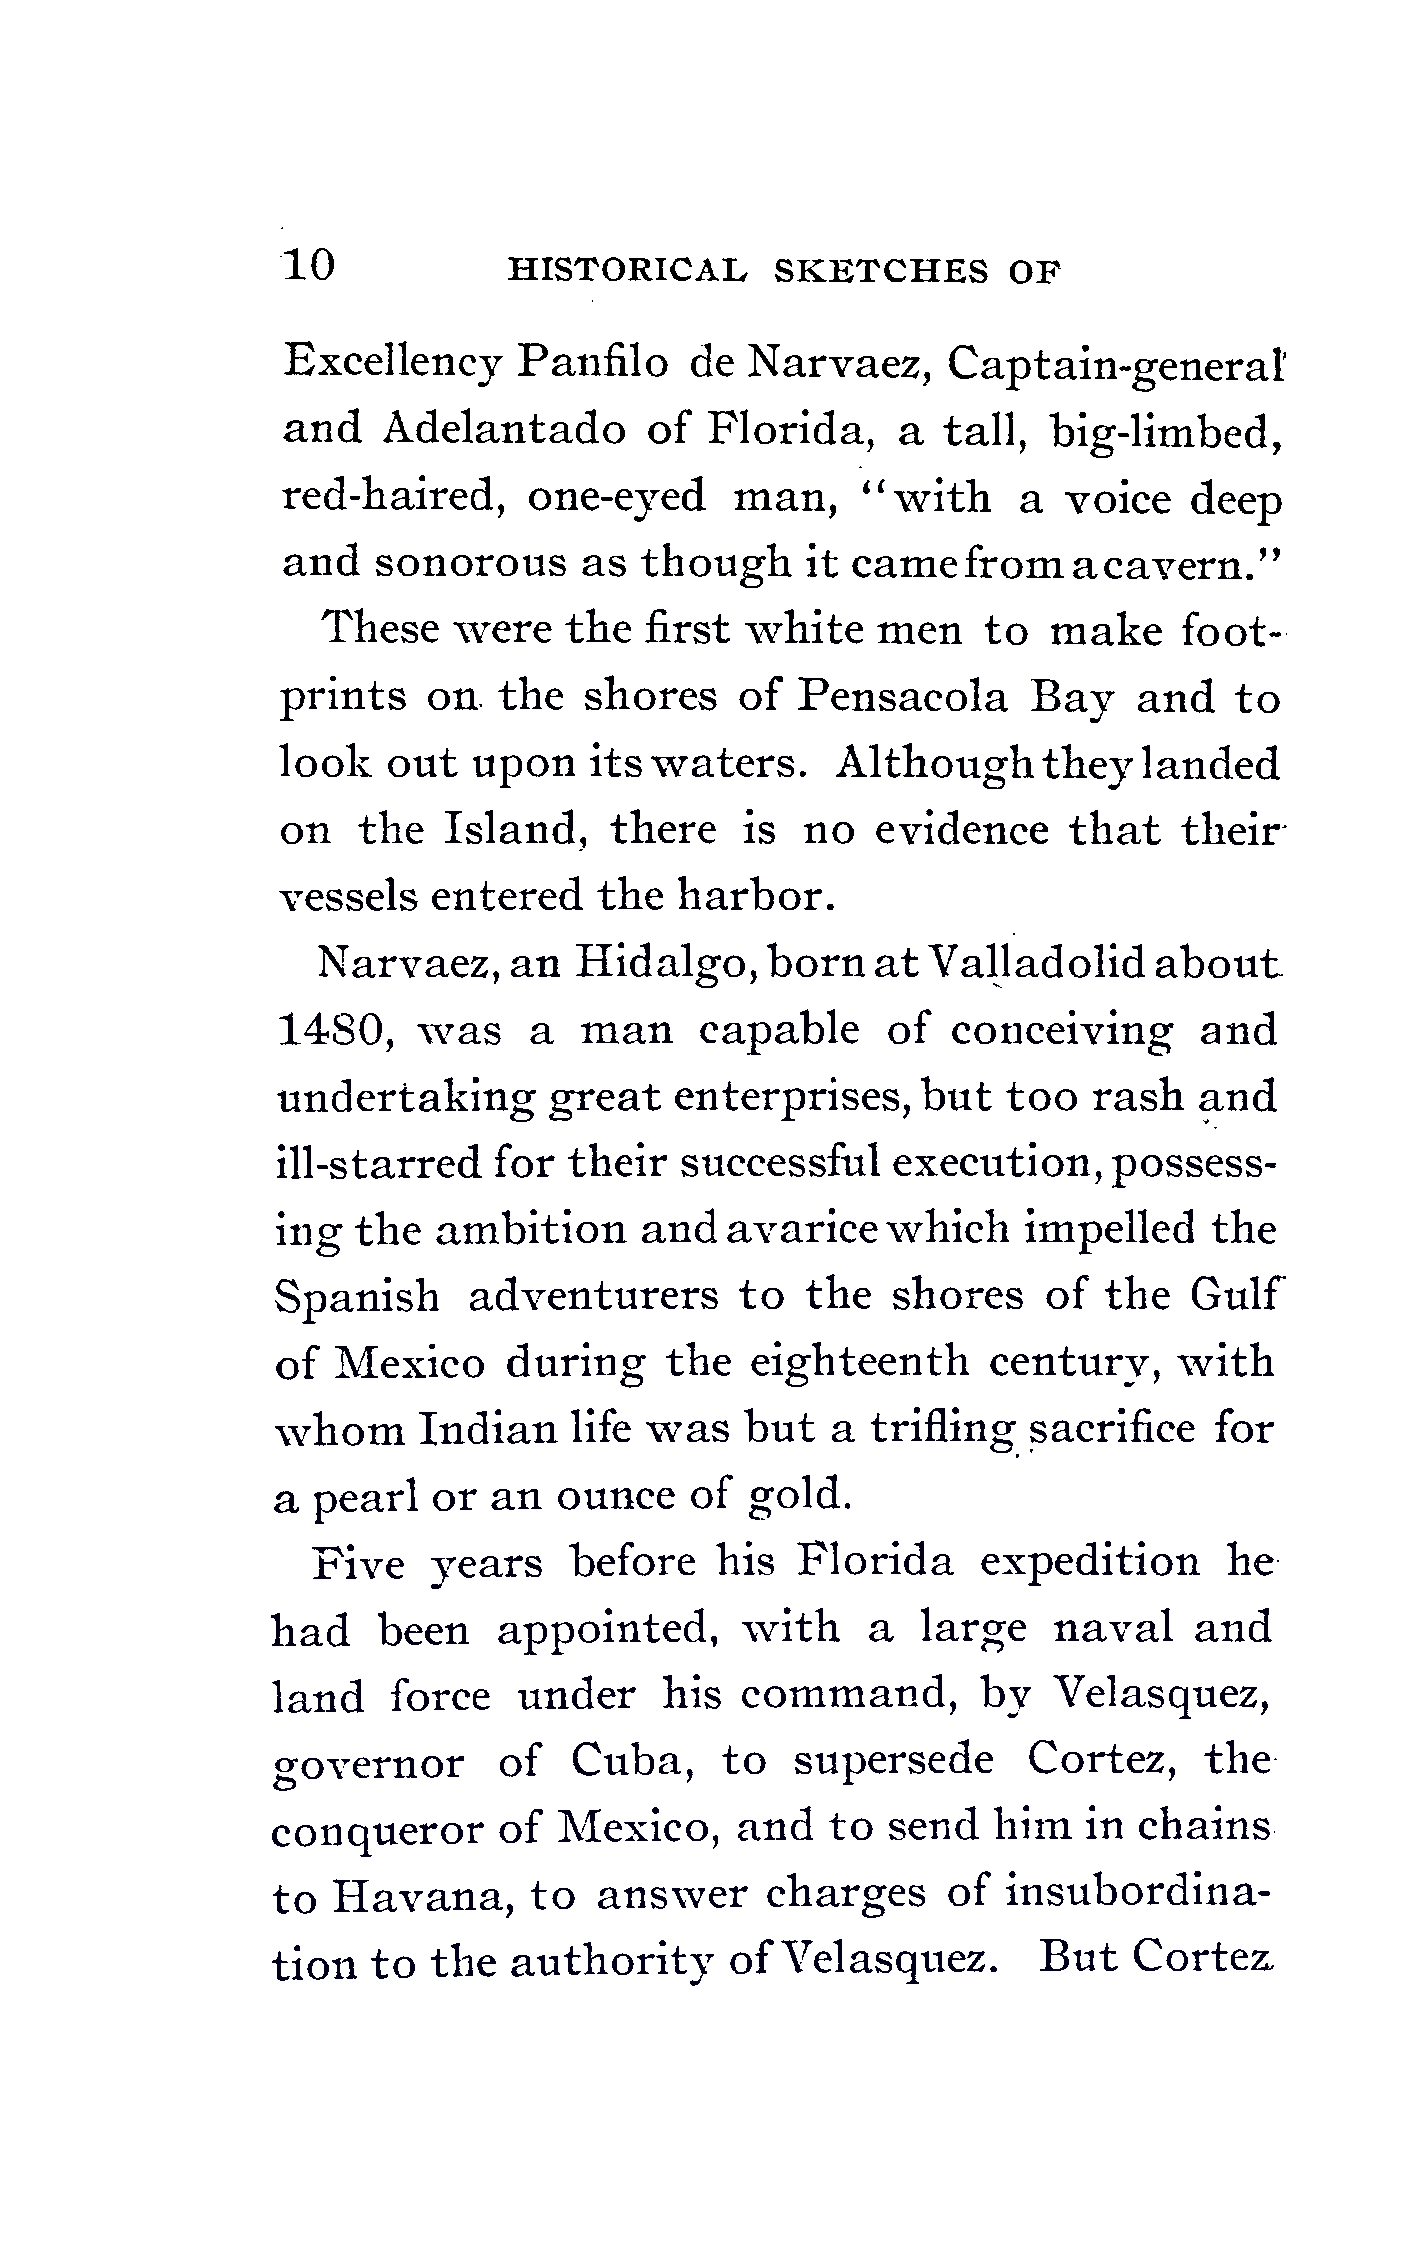 10 HISTORICAL SKETCHES OF
Excellency Panfilo de Narvaez, Captain-general
and Adelantado of Florida, a tall, big-limbed,
red-haired, one-eyed man, "with a voice deep
and sonorous as though it came from a cavern."
These were the first white men to make foot-
prints on the shores of Pensacola Bay and to
look out upon its waters. Although they landed
on the Island, there is no evidence that their
vessels entered the harbor.
Narvaez, an Hidalgo, born at Valladolid about
1480, was a man capable of conceiving and
undertaking great enterprises, but too rash and
ill-starred for their successful execution, possess-
ing the ambition and avarice which impelled the
Spanish adventurers to the shores of the Gulf
of Mexico during the eighteenth century, with
whom Indian life was but a trifling sacrifice for
a pearl or an ounce of gold.
Five years before his Florida expedition he
had been appointed, with a large naval and
land force under his command, by Velasquez,
governor of Cuba, to supersede Cortez, the
conqueror of Mexico, and to send him in chains
to Havana, to answer charges of insubordina-
tion to the authority of Velasquez. But Cortez